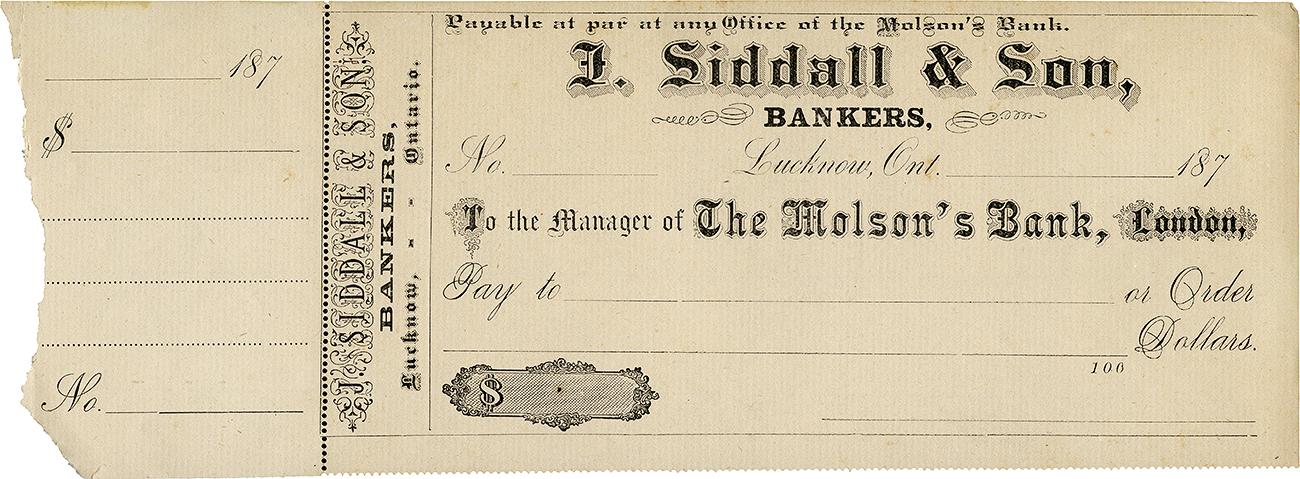 187
$
No.
J. SIDDALL & SON,
BANKERS,
Lucknow, - - Ontario.
Payable at par at any Office of the Molson's Bank.
J. Siddall & Son,
BANKERS,
No. Lucknow, Ont. 187
To the Manager of The Molson's Bank, London,
Pay to or Order
Dollars.
100
$